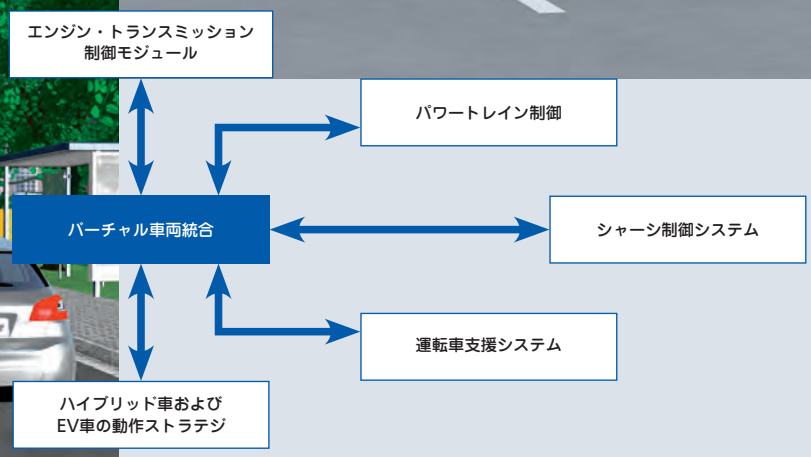 エンジン・トランスミッション
制御モジュール
パワートレイン制御
バーチャル車両統合
シャーシ制御システム
運転車支援システム
ハイブリッド車および
EV車の動作ストラテジ